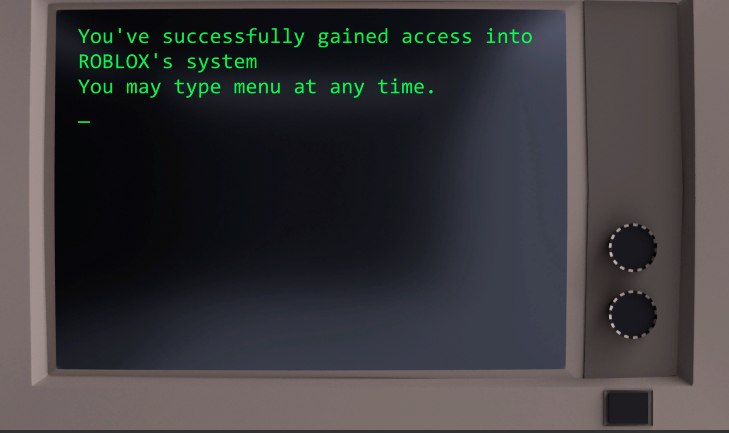 You've successfully gained access into
ROBLOX's system
You may type menu at any time.
_